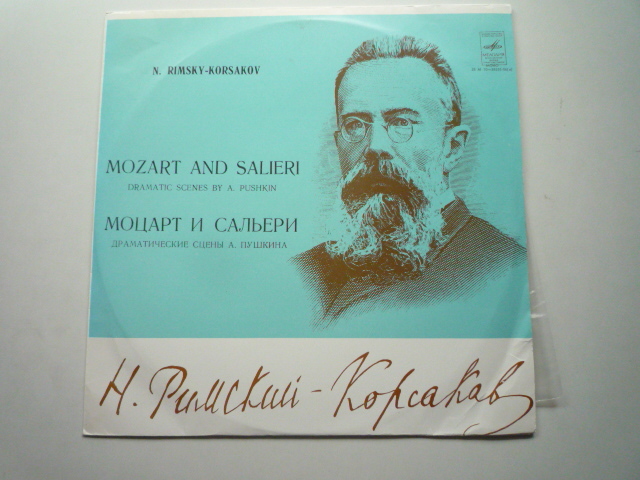 N. RIMSKY-KORSAKOV
MOZART AND SALIERI
DRAMATIC SCENES BY A. PUSHKIN
МОЦАРТ И САЛЬЕРИ
ДРАМАТИЧЕСКИЕ СЦЕНЫ А. ПУШКИНА
Н. Римский-Корсаков